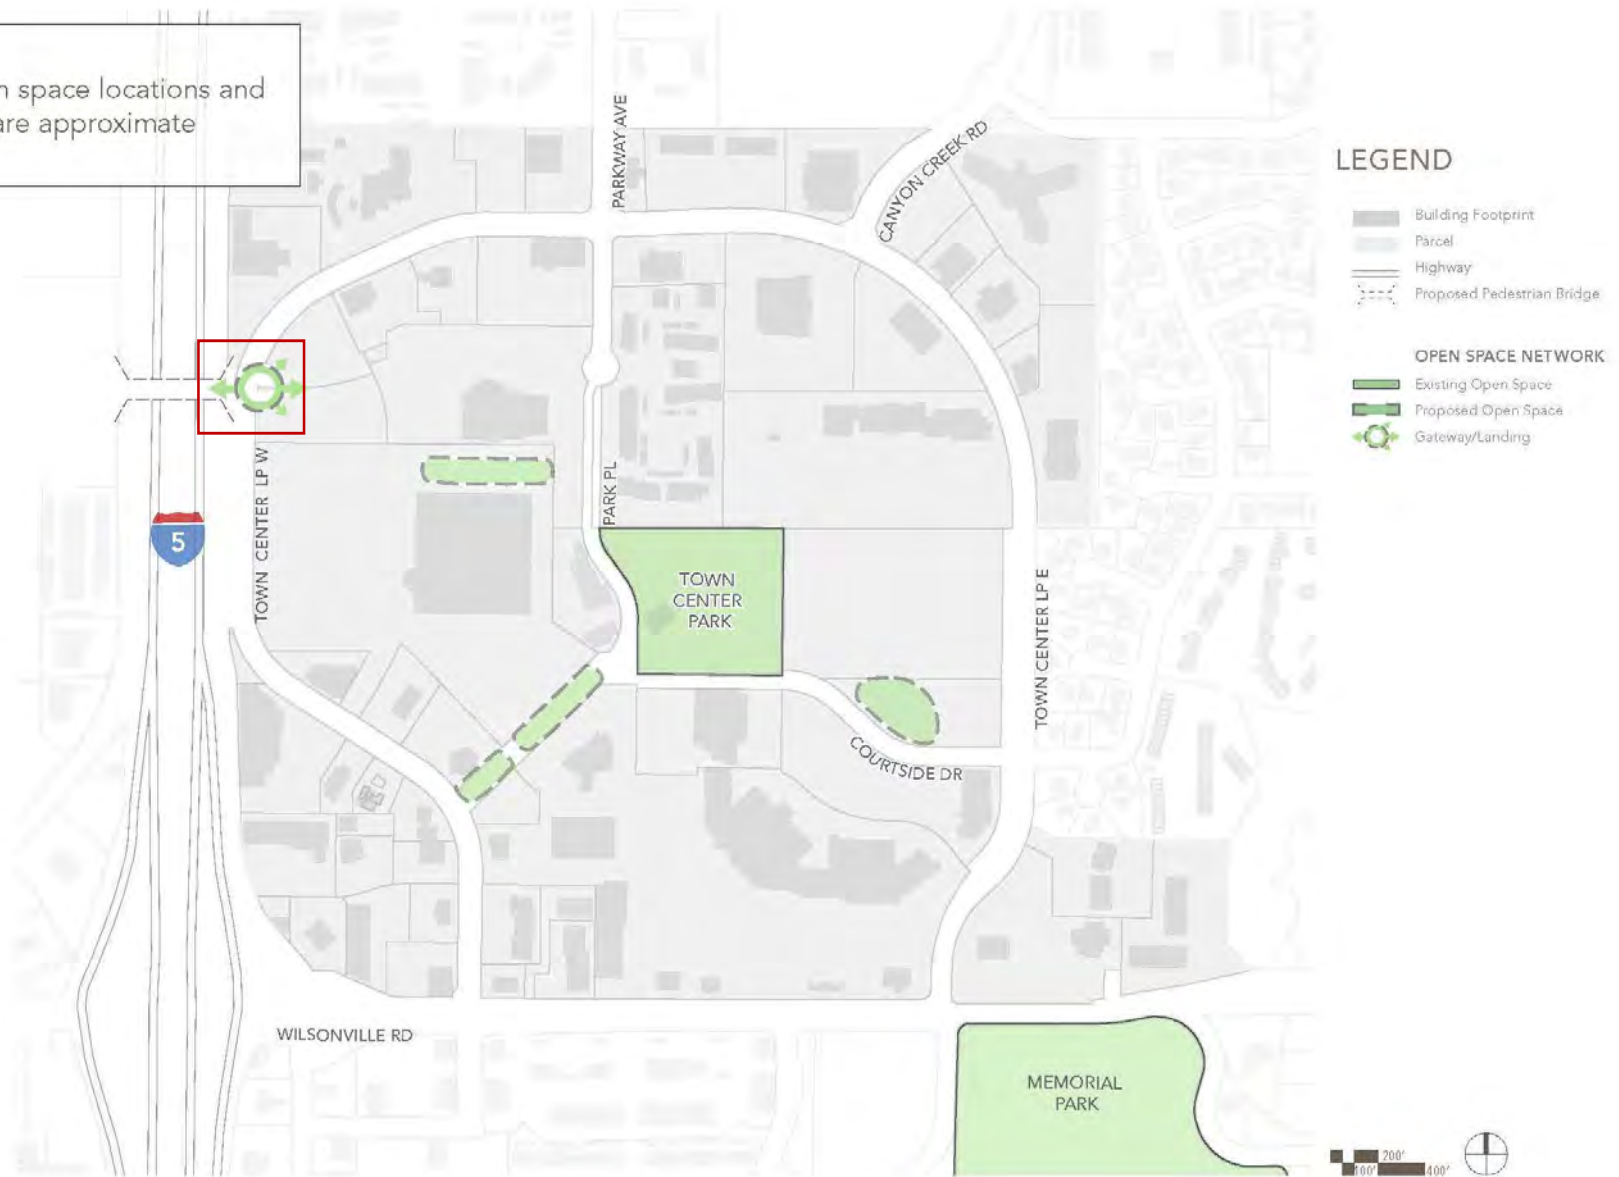 n space locations and
are approximate
PARKWAY AVE
CANYON CREEK RD
TOWN CENTER LP W
PARK PL
5
TOWN
CENTER
PARK
TOWN CENTER LP E
COURTSIDE DR
WILSONVILLE RD
MEMORIAL
PARK
LEGEND
Building Footprint
Parcel
Highway
Proposed Pedestrian Bridge
OPEN SPACE NETWORK
Existing Open Space
Proposed Open Space
Gateway/Landing
200'
100'
400'